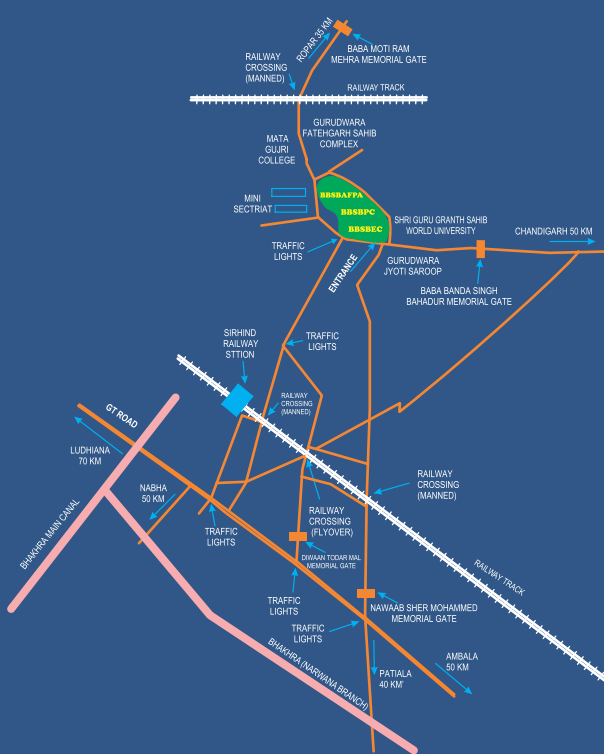 ROPAR 35 KM
BABA MOTI RAM
MEHRA MEMORIAL GATE
RAILWAY
CROSSING
(MANNED)
RAILWAY TRACK
GURUDWARA
FATEHGARH SAHIB
COMPLEX
MATA
GUJRI
COLLEGE
BBSBAFPA
MINI
SECTRIAT
BBSBPC
BBSBEC
SHRI GURU GRANTH SAHIB
WORLD UNIVERSITY
CHANDIGARH 50 KM
TRAFFIC
LIGHTS
ENTRANCE
GURUDWARA
JYOTI SAROOP
BABA BANDA SINGH
BAHADUR MEMORIAL GATE
SIRHIND
RAILWAY
STTION
TRAFFIC
LIGHTS
RAILWAY
CROSSING
(MANNED)
GT ROAD
LUDHIANA
70 KM
NABHA
50 KM
RAILWAY
CROSSING
(MANNED)
BHAKHRA MAIN CANAL
RAILWAY
CROSSING
(FLYOVER)
TRAFFIC
LIGHTS
DIWAAN TODAR MAL
MEMORIAL GATE
RAILWAY TRACK
TRAFFIC
LIGHTS
NAWAAB SHER MOHAMMED
MEMORIAL GATE
TRAFFIC
LIGHTS
BHAKHRA (NARWANA BRANCH)
PATIALA
40 KM'
AMBALA
50 KM